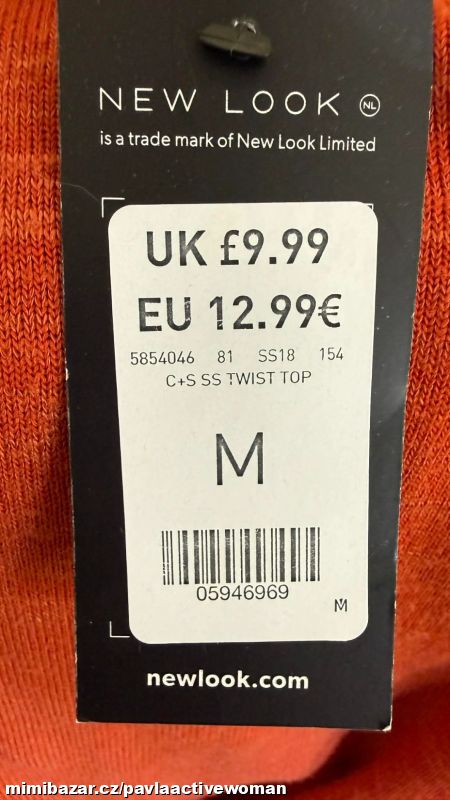 NEW LOOK NL
is a trade mark of New Look Limited
UK £9.99
EU 12.99€
5854046 81 SS18 154
C+S SS TWIST TOP
M
05946969
M
newlook.com
mimibazar.cz/pavlaactivewoman